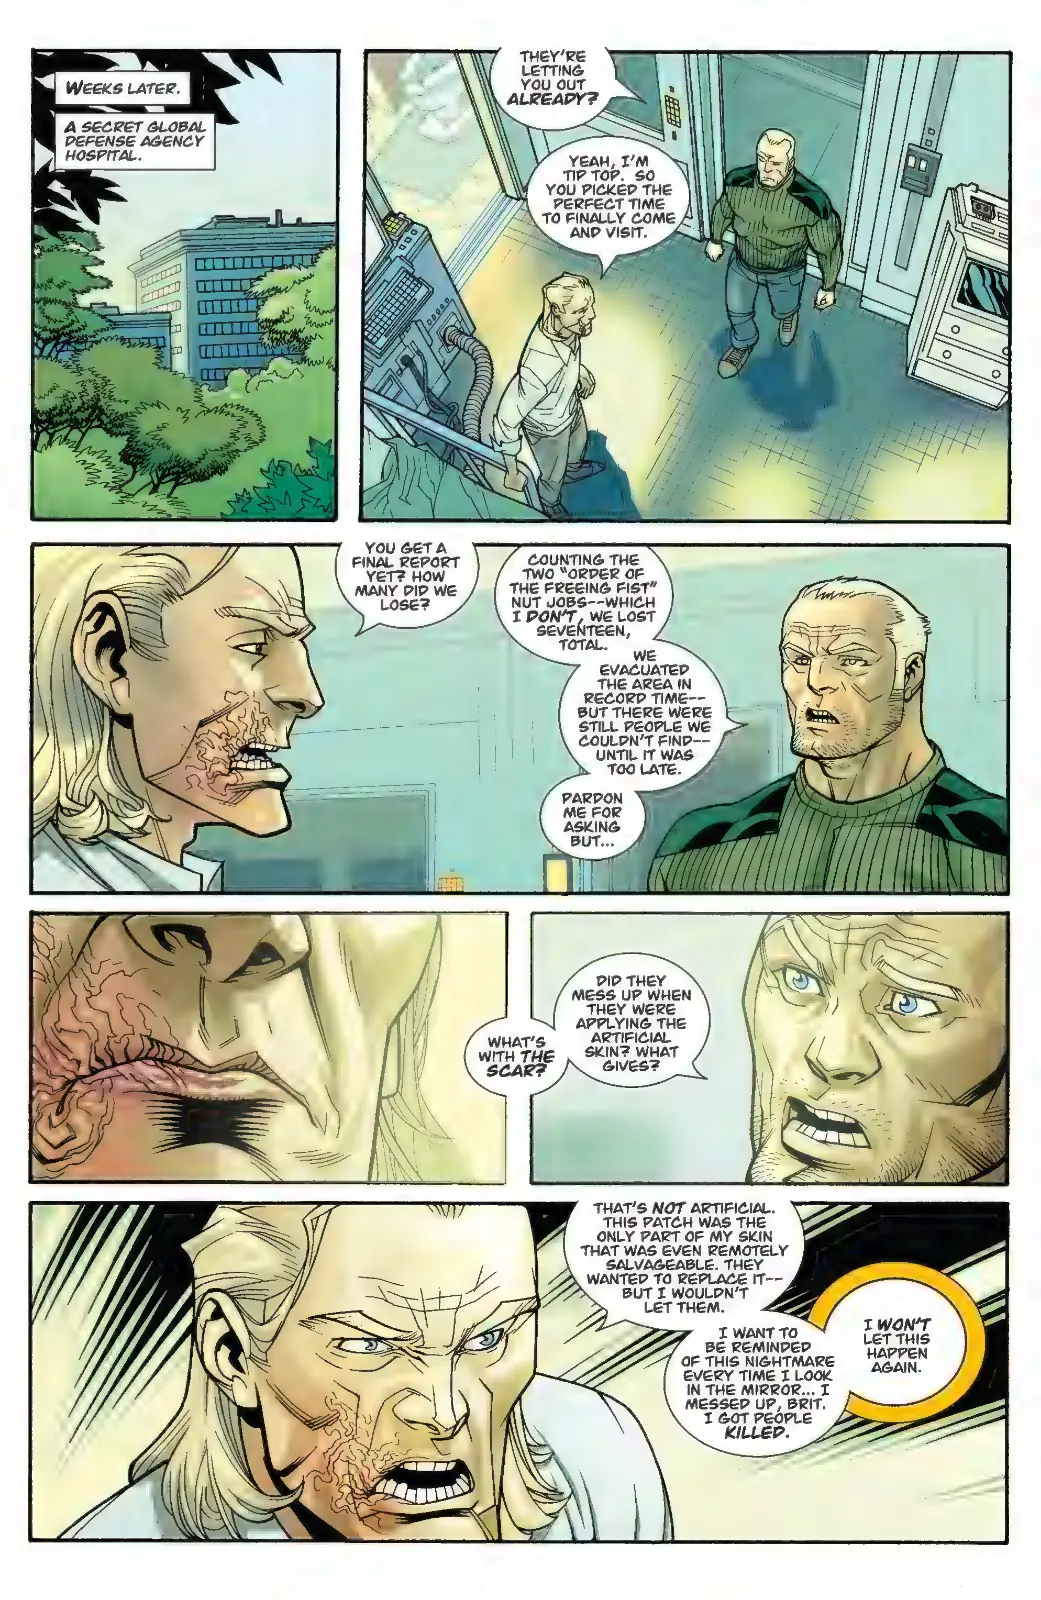 WEEKS LATER.
A SECRET GLOBAL
DEFENSE AGENCY
HOSPITAL.
THEY'RE
LETTING
YOU OUT
ALREADY?
YEAH, I'M
TIP TOP. SO
YOU PICKED THE
PERFECT TIME
TO FINALLY COME
AND VISIT.
YOU GET A
FINAL REPORT
YET? HOW
MANY DID WE
LOSE?
COUNTING THE
TWO "ORDER OF
THE FREEING FIST"
NUT JOBS--WHICH
I DON'T, WE LOST
SEVENTEEN,
TOTAL.
WE
EVACUATED
THE AREA IN
RECORD TIME--
BUT THERE WERE
STILL PEOPLE WE
COULDN'T FIND--
UNTIL IT WAS
TOO LATE.
PARDON
ME FOR
ASKING
BUT...
WHAT'S
WITH THE
SCAR?
DID THEY
MESS UP WHEN
THEY WERE
APPLYING THE
ARTIFICIAL
SKIN? WHAT
GIVES?
THAT'S NOT ARTIFICIAL.
THIS PATCH WAS THE
ONLY PART OF MY SKIN
THAT WAS EVEN REMOTELY
SALVAGEABLE. THEY
WANTED TO REPLACE IT--
BUT I WOULDN'T
LET THEM.
I WANT TO
BE REMINDED
OF THIS NIGHTMARE
EVERY TIME I LOOK
IN THE MIRROR... I
MESSED UP, BRIT.
I GOT PEOPLE
KILLED.
I WON'T
LET THIS
HAPPEN
AGAIN.